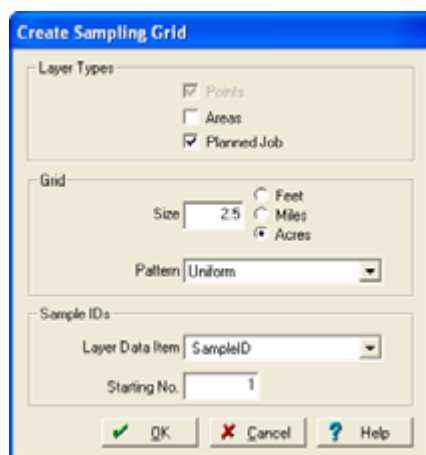 Create Sampling Grid
Layer Types
Points
Areas
Planned Job
Grid
Size 2.5
Feet
Miles
Acres
Pattern Uniform
Sample IDs
Layer Data Item SampleID
Starting No. 1
OK Cancel ? Help